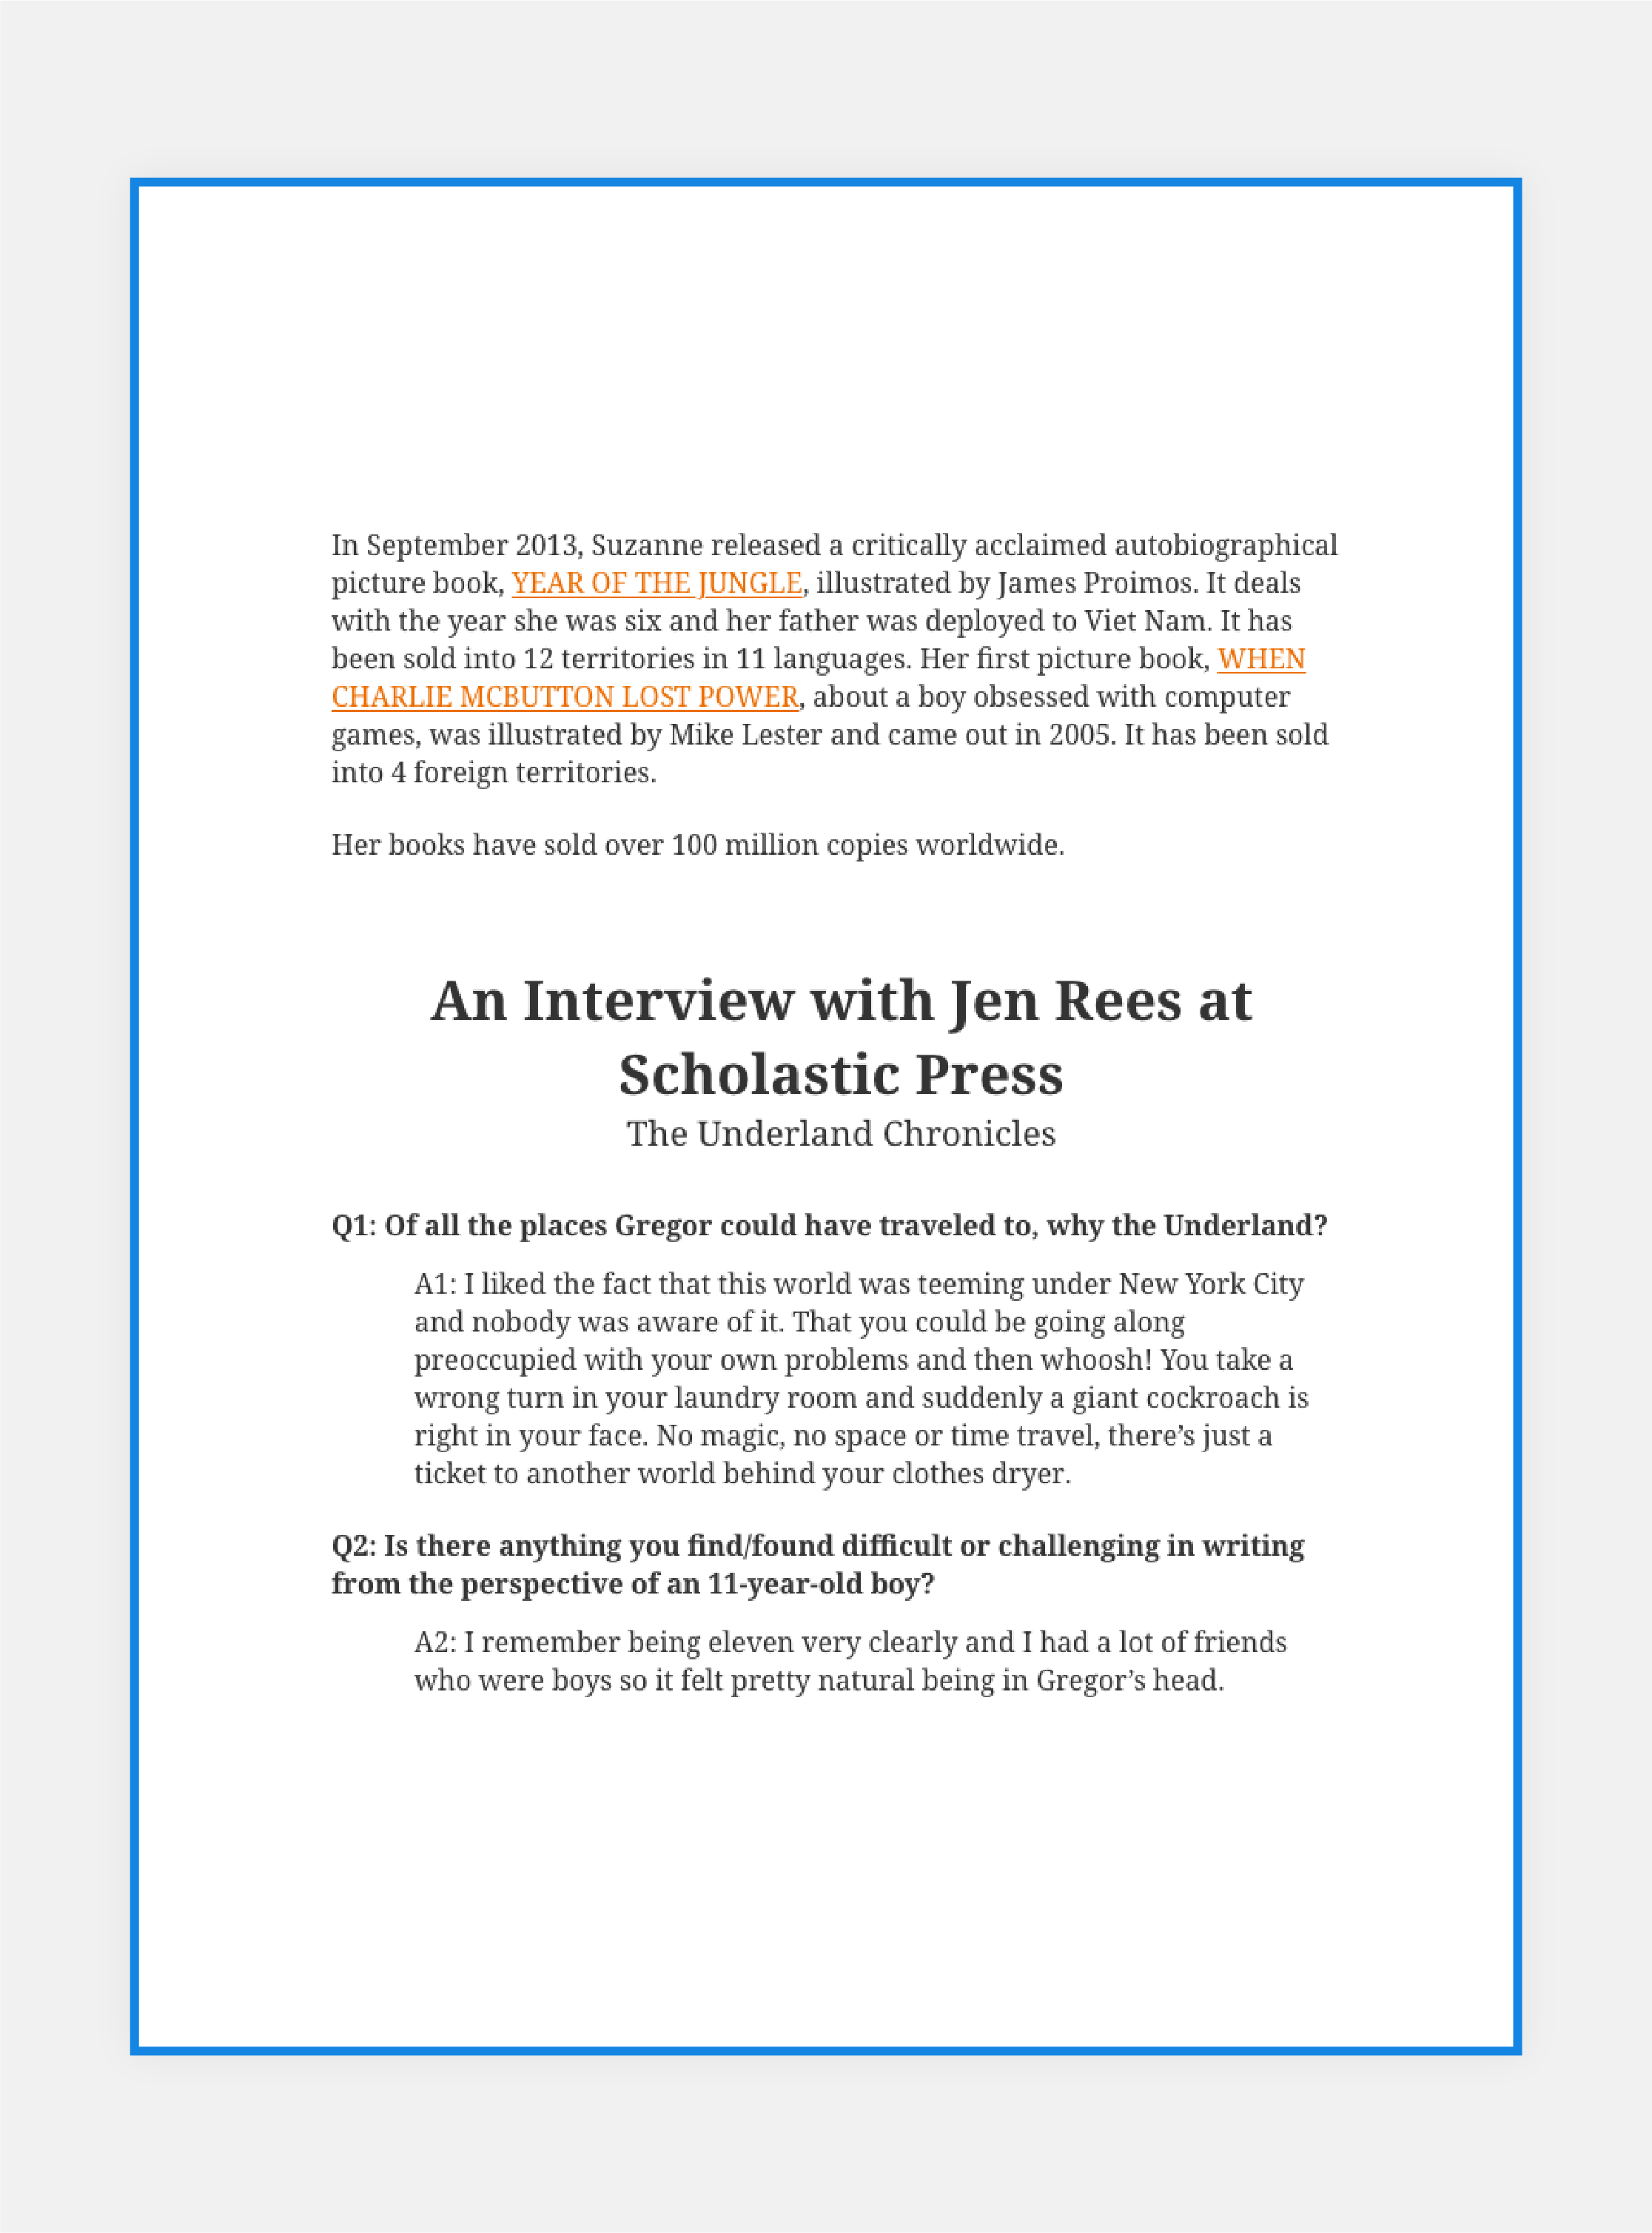 In September 2013, Suzanne released a critically acclaimed autobiographical
picture book, YEAR OF THE JUNGLE, illustrated by James Proimos. It deals
with the year she was six and her father was deployed to Viet Nam. It has
been sold into 12 territories in 11 languages. Her first picture book, WHEN
CHARLIE MCBUTTON LOST POWER, about a boy obsessed with computer
games, was illustrated by Mike Lester and came out in 2005. It has been sold
into 4 foreign territories.
Her books have sold over 100 million copies worldwide.
An Interview with Jen Rees at
Scholastic Press
The Underland Chronicles
Q1: Of all the places Gregor could have traveled to, why the Underland?
A1: I liked the fact that this world was teeming under New York City
and nobody was aware of it. That you could be going along
preoccupied with your own problems and then whoosh! You take a
wrong turn in your laundry room and suddenly a giant cockroach is
right in your face. No magic, no space or time travel, there’s just a
ticket to another world behind your clothes dryer.
Q2: Is there anything you find/found difficult or challenging in writing
from the perspective of an 11-year-old boy?
A2: I remember being eleven very clearly and I had a lot of friends
who were boys so it felt pretty natural being in Gregor’s head.